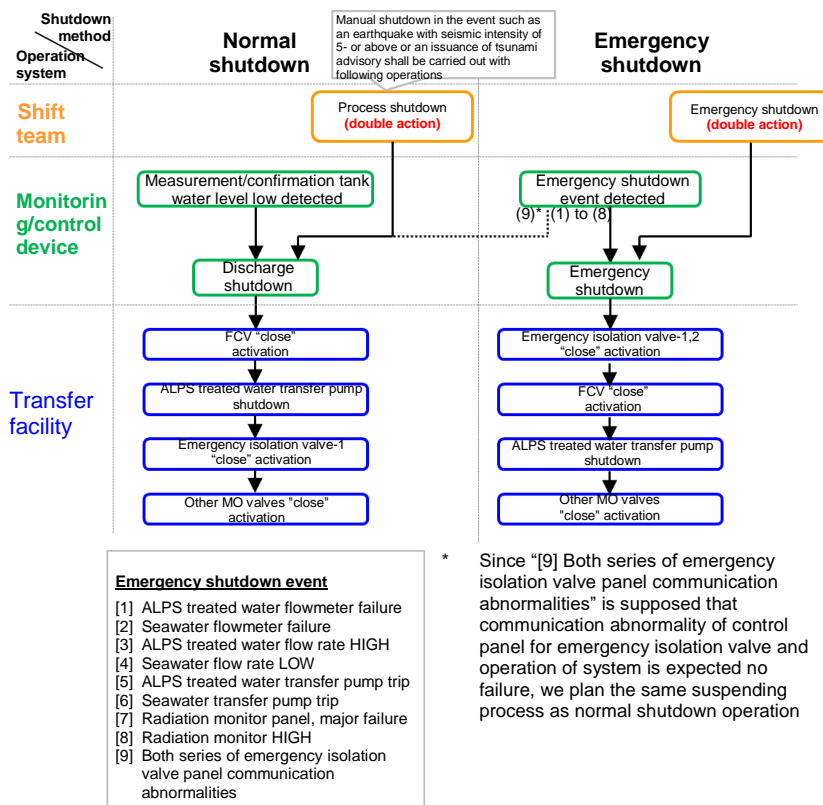 Shutdown
method
Operation
system
Normal
shutdown
Manual shutdown in the event such as
an earthquake with seismic intensity of
5- or above or an issuance of tsunami
advisory shall be carried out with
following operations
Emergency
shutdown
Shift
team
Process shutdown
(double action)
Emergency shutdown
(double action)
Monitorin
g/control
device
Measurement/confirmation tank
water level low detected
Emergency shutdown
event detected
(9)* (1) to (8)
Discharge
shutdown
Emergency
shutdown
Transfer
facility
FCV “close”
activation
ALPS treated water transfer pump
shutdown
Emergency isolation valve-1
“close” activation
Other MO valves "close"
activation
Emergency isolation valve-1,2
“close” activation
FCV “close”
activation
ALPS treated water transfer pump
shutdown
Other MO valves
"close" activation
Emergency shutdown event
[1] ALPS treated water flowmeter failure
[2] Seawater flowmeter failure
[3] ALPS treated water flow rate HIGH
[4] Seawater flow rate LOW
[5] ALPS treated water transfer pump trip
[6] Seawater transfer pump trip
[7] Radiation monitor panel, major failure
[8] Radiation monitor HIGH
[9] Both series of emergency isolation
valve panel communication
abnormalities
* Since “[9] Both series of emergency
isolation valve panel communication
abnormalities” is supposed that
communication abnormality of control
panel for emergency isolation valve and
operation of system is expected no
failure, we plan the same suspending
process as normal shutdown operation